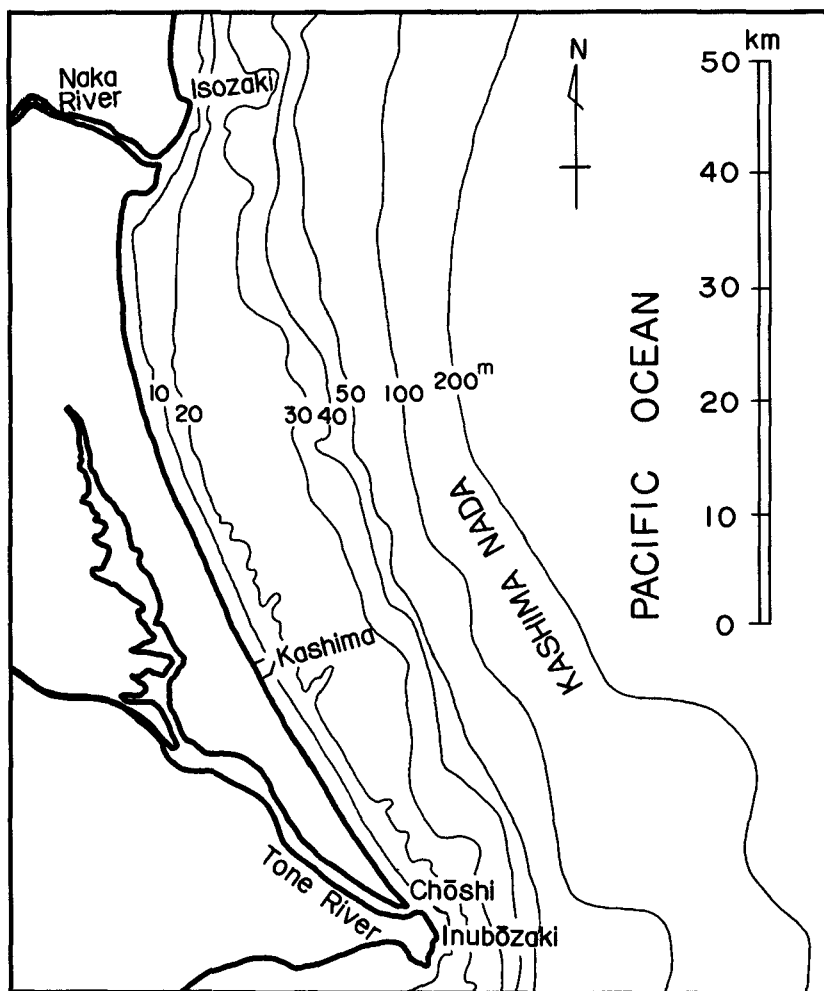 km
50
40
30
20
10
0
N
Naka
River
Isozaki
10
20
30
40
50
100
200m
PACIFIC OCEAN
KASHIMA NADA
Kashima
Tone River
Chōshi
Inubōzaki